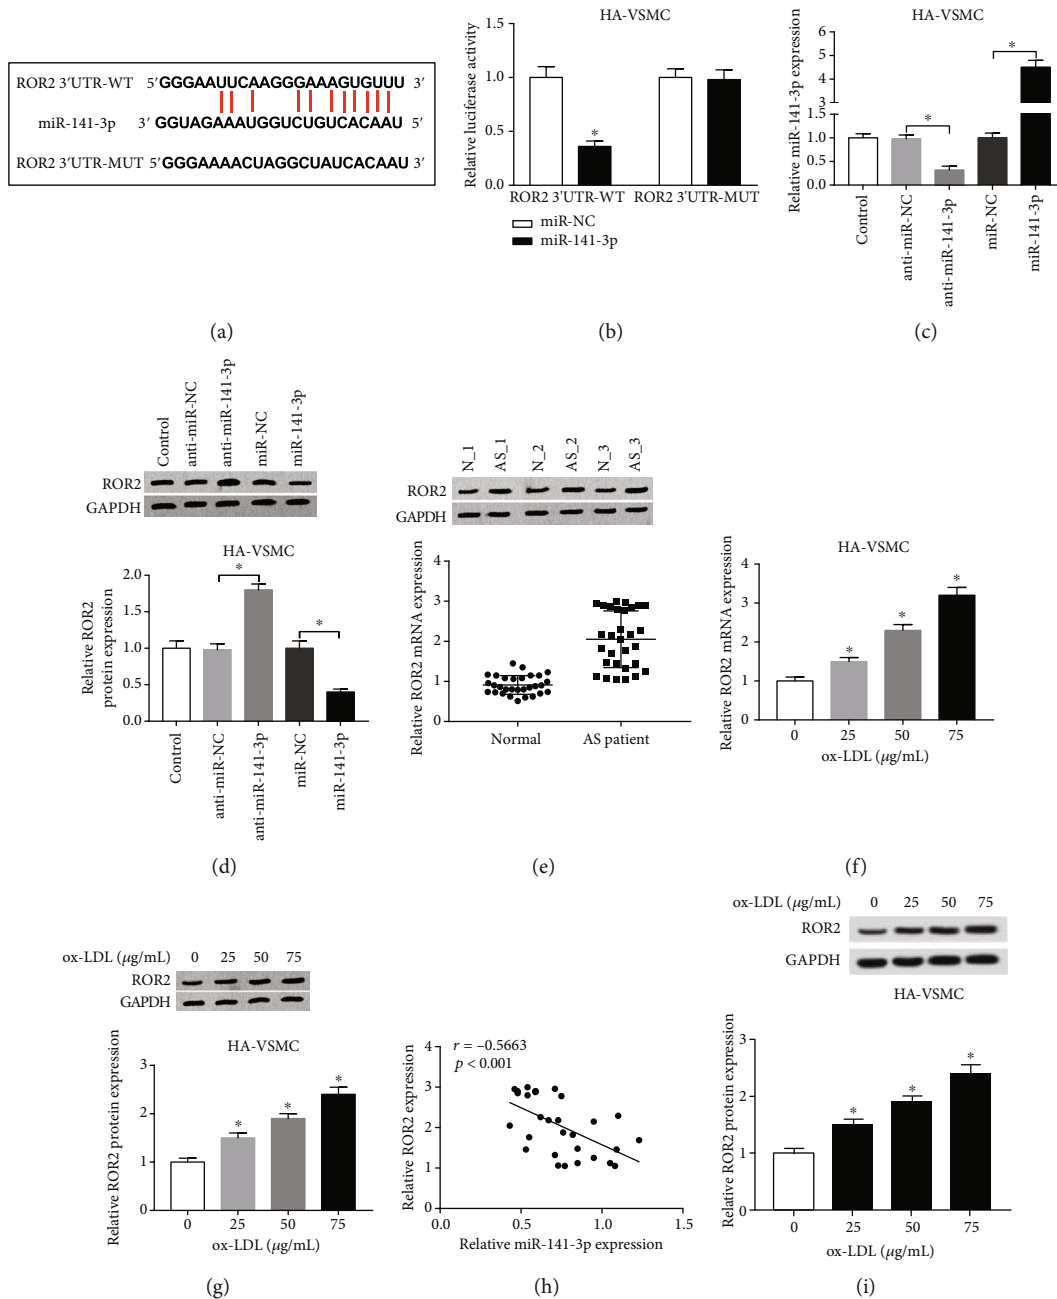 ROR2 3'UTR-WT 5'GGGAAUUCAAGGGAAAGUGUUU 3'
miR-141-3p 3' GGUAGAAAUGGUCUGUCACAAU 5'
ROR2 3'UTR-MUT 5'GGGAAAACUAGGCUAUCACAAU 3'
(a)
HA-VSMC
Relative luciferase activity
1.5
1.0
0.5
0.0
*
ROR2 3'UTR-WT ROR2 3'UTR-MUT
miR-NC
miR-141-3p
(b)
HA-VSMC
Relative miR-141-3p expression
6
5
4
3
1.5
1.0
0.5
0.0
* *
Control
anti-miR-NC
anti-miR-141-3p
miR-NC
miR-141-3p
(c)
Control
anti-miR-NC
anti-miR-141-3p
miR-NC
miR-141-3p
ROR2
GAPDH
HA-VSMC
Relative ROR2
protein expression
2.0
1.5
1.0
0.5
0.0
* *
Control
anti-miR-NC
anti-miR-141-3p
miR-NC
miR-141-3p
(d)
N_1
AS_1
N_2
AS_2
N_3
AS_3
ROR2
GAPDH
Relative ROR2 mRNA expression
4
3
2
1
0
Normal AS patient
(e)
HA-VSMC
Relative ROR2 mRNA expression
4
3
2
1
0
* * *
0 25 50 75
ox-LDL (μg/mL)
(f)
ox-LDL (μg/mL) 0 25 50 75
ROR2
GAPDH
HA-VSMC
Relative ROR2 protein expression
3
2
1
0
* * *
0 25 50 75
ox-LDL (μg/mL)
(g)
r = –0.5663
p < 0.001
Relative ROR2 expression
4
3
2
1
0
0.0 0.5 1.0 1.5
Relative miR-141-3p expression
(h)
ox-LDL (μg/mL) 0 25 50 75
ROR2
GAPDH
HA-VSMC
Relative ROR2 protein expression
3
2
1
0
* * *
0 25 50 75
ox-LDL (μg/mL)
(i)